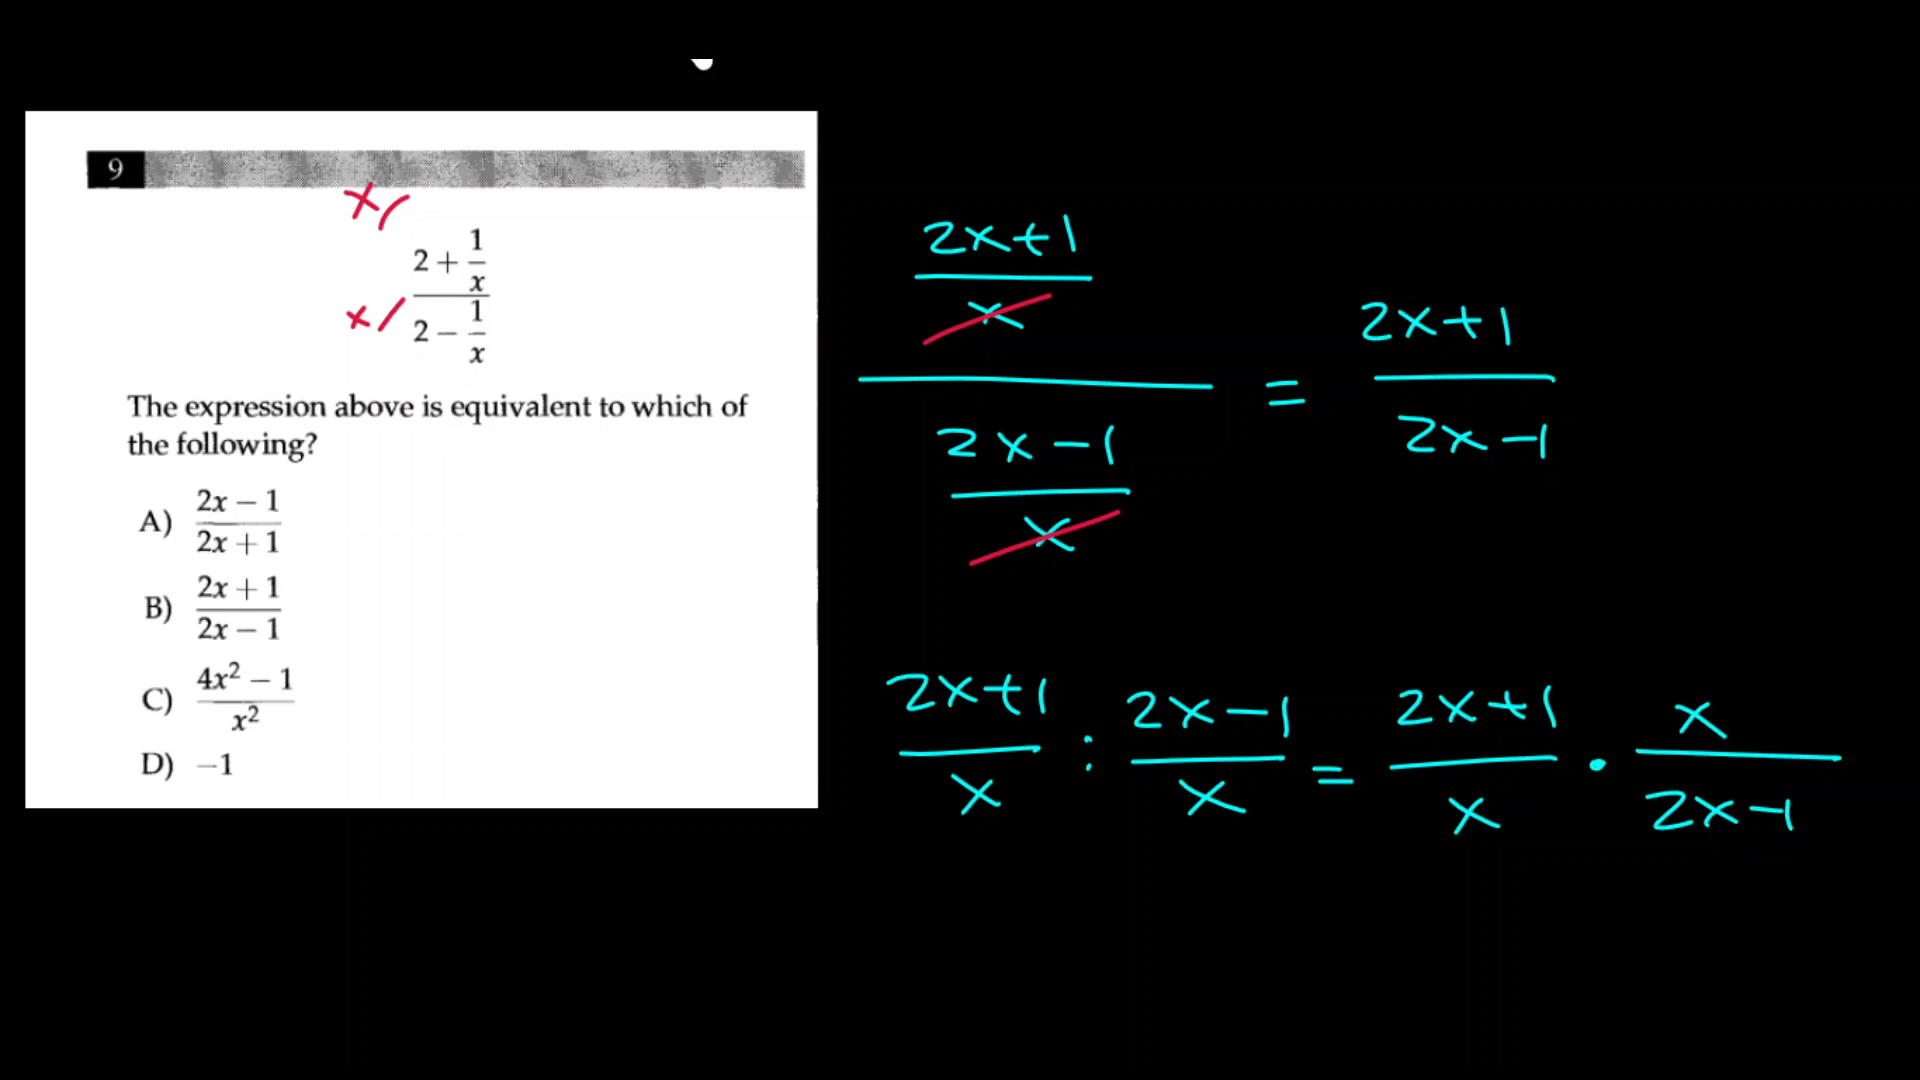 9
x(
2 + 1/x
x/
2 − 1/x
The expression above is equivalent to which of
the following?
A) 2x − 1
2x + 1
B) 2x + 1
2x − 1
C) 4x² − 1
x²
D) −1
2x+1
x
2x−1
x
=
2x+1
2x−1
2x+1
x
:
2x−1
x
=
2x+1
x
·
x
2x−1